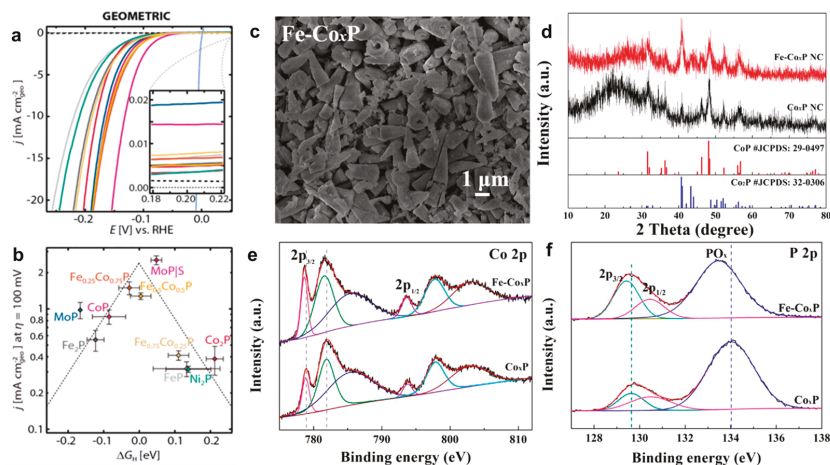 GEOMETRIC
a
j [mA cm⁻²geo]
0
-5
-10
-15
-20
0.02
0.01
0.00
0.18 0.20 0.22
-0.2 -0.1 0.0
E [V] vs. RHE
b
j [mA cm⁻²geo] at η = 100 mV
2
1
0.8
0.6
0.4
0.2
0.1
MoP|S
Fe0.25Co0.75P
Fe0.5Co0.5P
MoP
CoP
Fe2P
Fe0.75Co0.25P
Co2P
FeP
Ni2P
-0.2 -0.1 0 0.1 0.2
ΔGH [eV]
c
Fe-CoxP
1 μm
d
Intensity (a.u.)
Fe-CoxP NC
CoxP NC
CoP #JCPDS: 29-0497
CoP #JCPDS: 32-0306
10 20 30 40 50 60 70 80
2 Theta (degree)
e
Co 2p
Intensity (a.u.)
2p3/2
2p1/2
Fe-CoxP
CoxP
780 790 800 810
Binding energy (eV)
f
P 2p
Intensity (a.u.)
2p3/2
2p1/2
POx
Fe-CoxP
CoxP
128 130 132 134 136 138
Binding energy (eV)